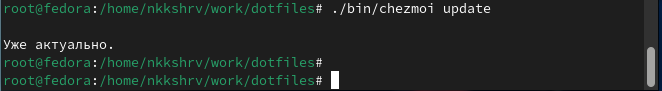 root@fedora:/home/nkkshrv/work/dotfiles# ./bin/chezmoi update
Уже актуально.
root@fedora:/home/nkkshrv/work/dotfiles#
root@fedora:/home/nkkshrv/work/dotfiles#